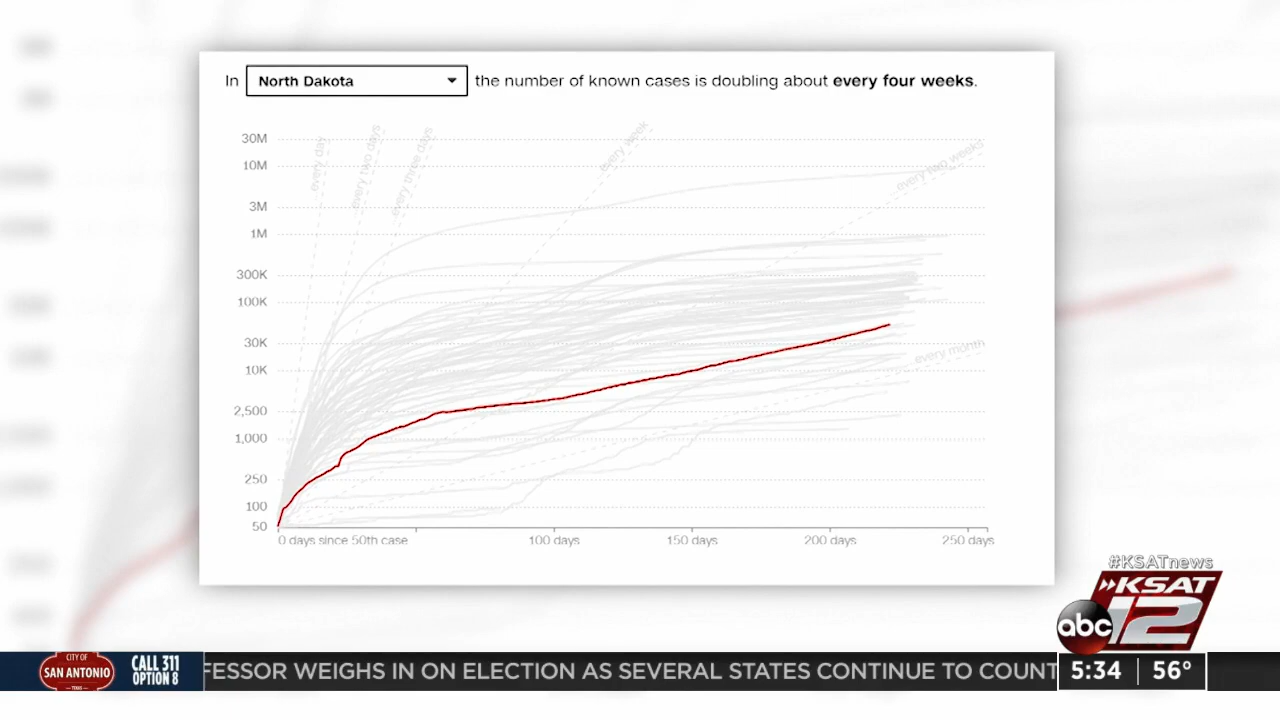 In North Dakota the number of known cases is doubling about every four weeks.
every day
every two days
every three days
every week
every two weeks
every month
30M
10M
3M
1M
300K
100K
30K
10K
2,500
1,000
250
100
50
0 days since 50th case
100 days
150 days
200 days
250 days
#KSATnews
KSAT
abc 12
CITY OF
SAN ANTONIO
TEXAS
CALL 311
OPTION 8
FESSOR WEIGHS IN ON ELECTION AS SEVERAL STATES CONTINUE TO COUNT
5:34 56°